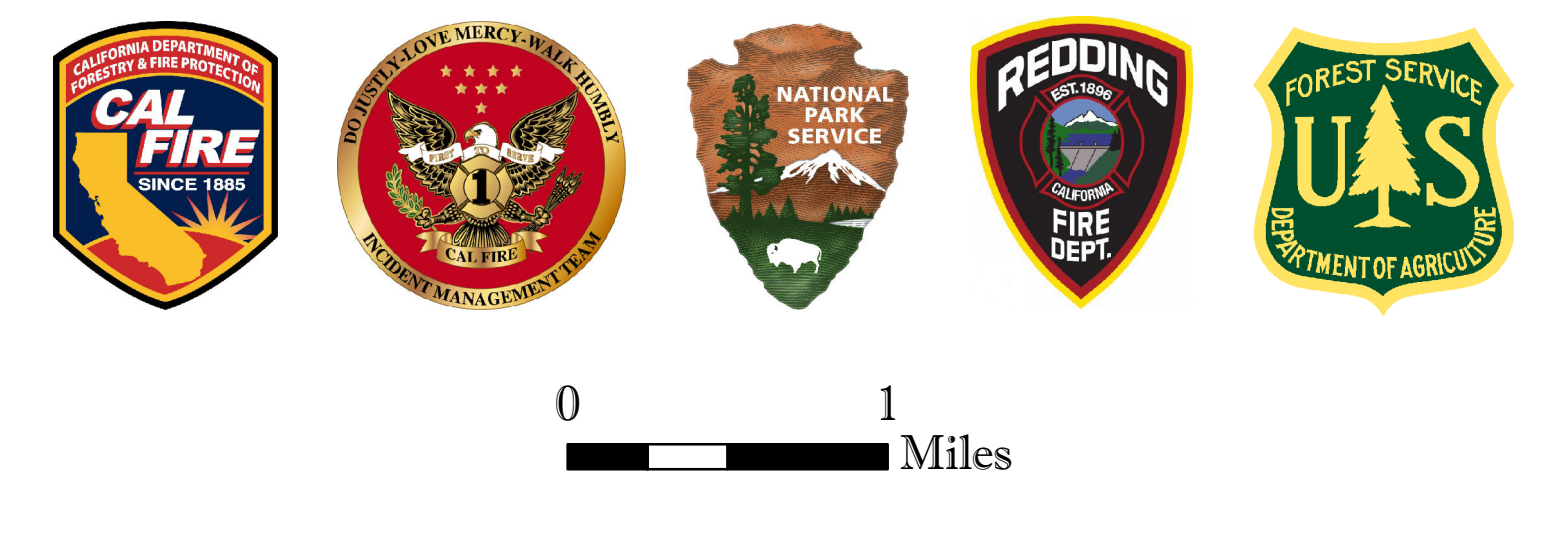 CALIFORNIA DEPARTMENT OF
FORESTRY & FIRE PROTECTION
CAL
FIRE
SINCE 1885
DO JUSTLY-LOVE MERCY-WALK HUMBLY
FIRST TO SERVE
1
CAL FIRE
INCIDENT MANAGEMENT TEAM
NATIONAL
PARK
SERVICE
REDDING
EST. 1896
CALIFORNIA
FIRE
DEPT.
FOREST SERVICE
U S
DEPARTMENT OF AGRICULTURE
0 1
Miles